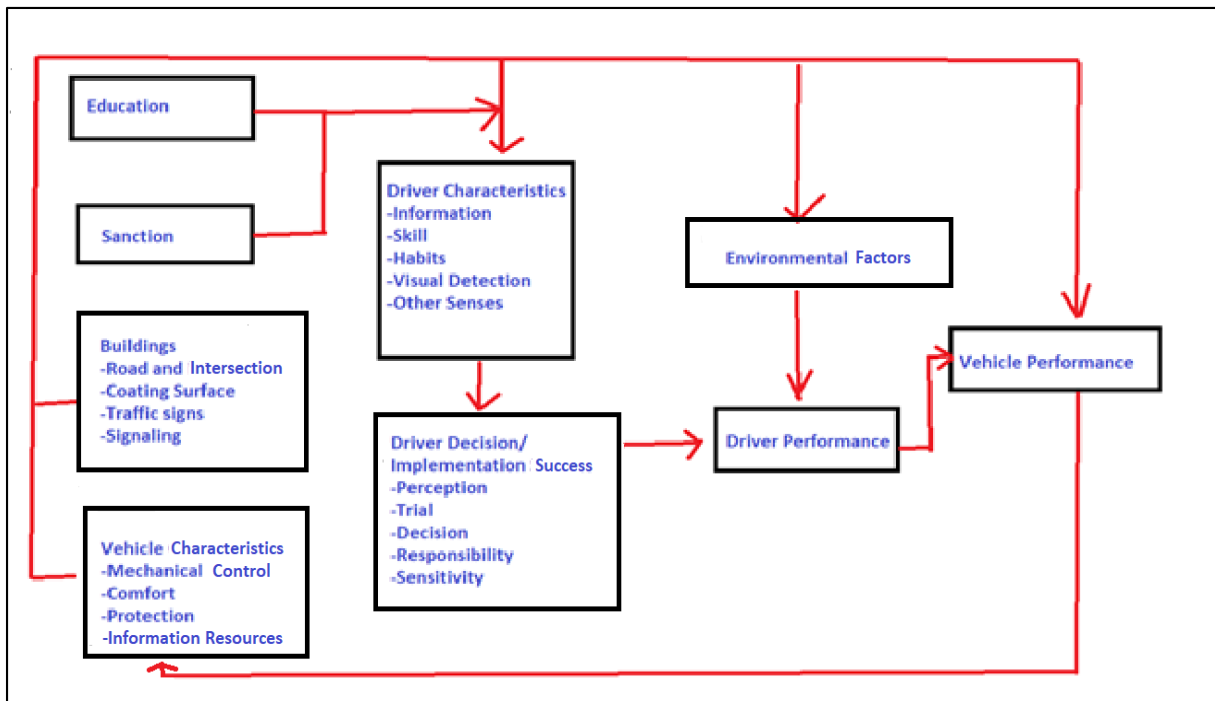 Education
Sanction
Buildings
-Road and Intersection
-Coating Surface
-Traffic signs
-Signaling
Vehicle Characteristics
-Mechanical Control
-Comfort
-Protection
-Information Resources
Driver Characteristics
-Information
-Skill
-Habits
-Visual Detection
-Other Senses
Driver Decision/
Implementation Success
-Perception
-Trial
-Decision
-Responsibility
-Sensitivity
Environmental Factors
Driver Performance
Vehicle Performance